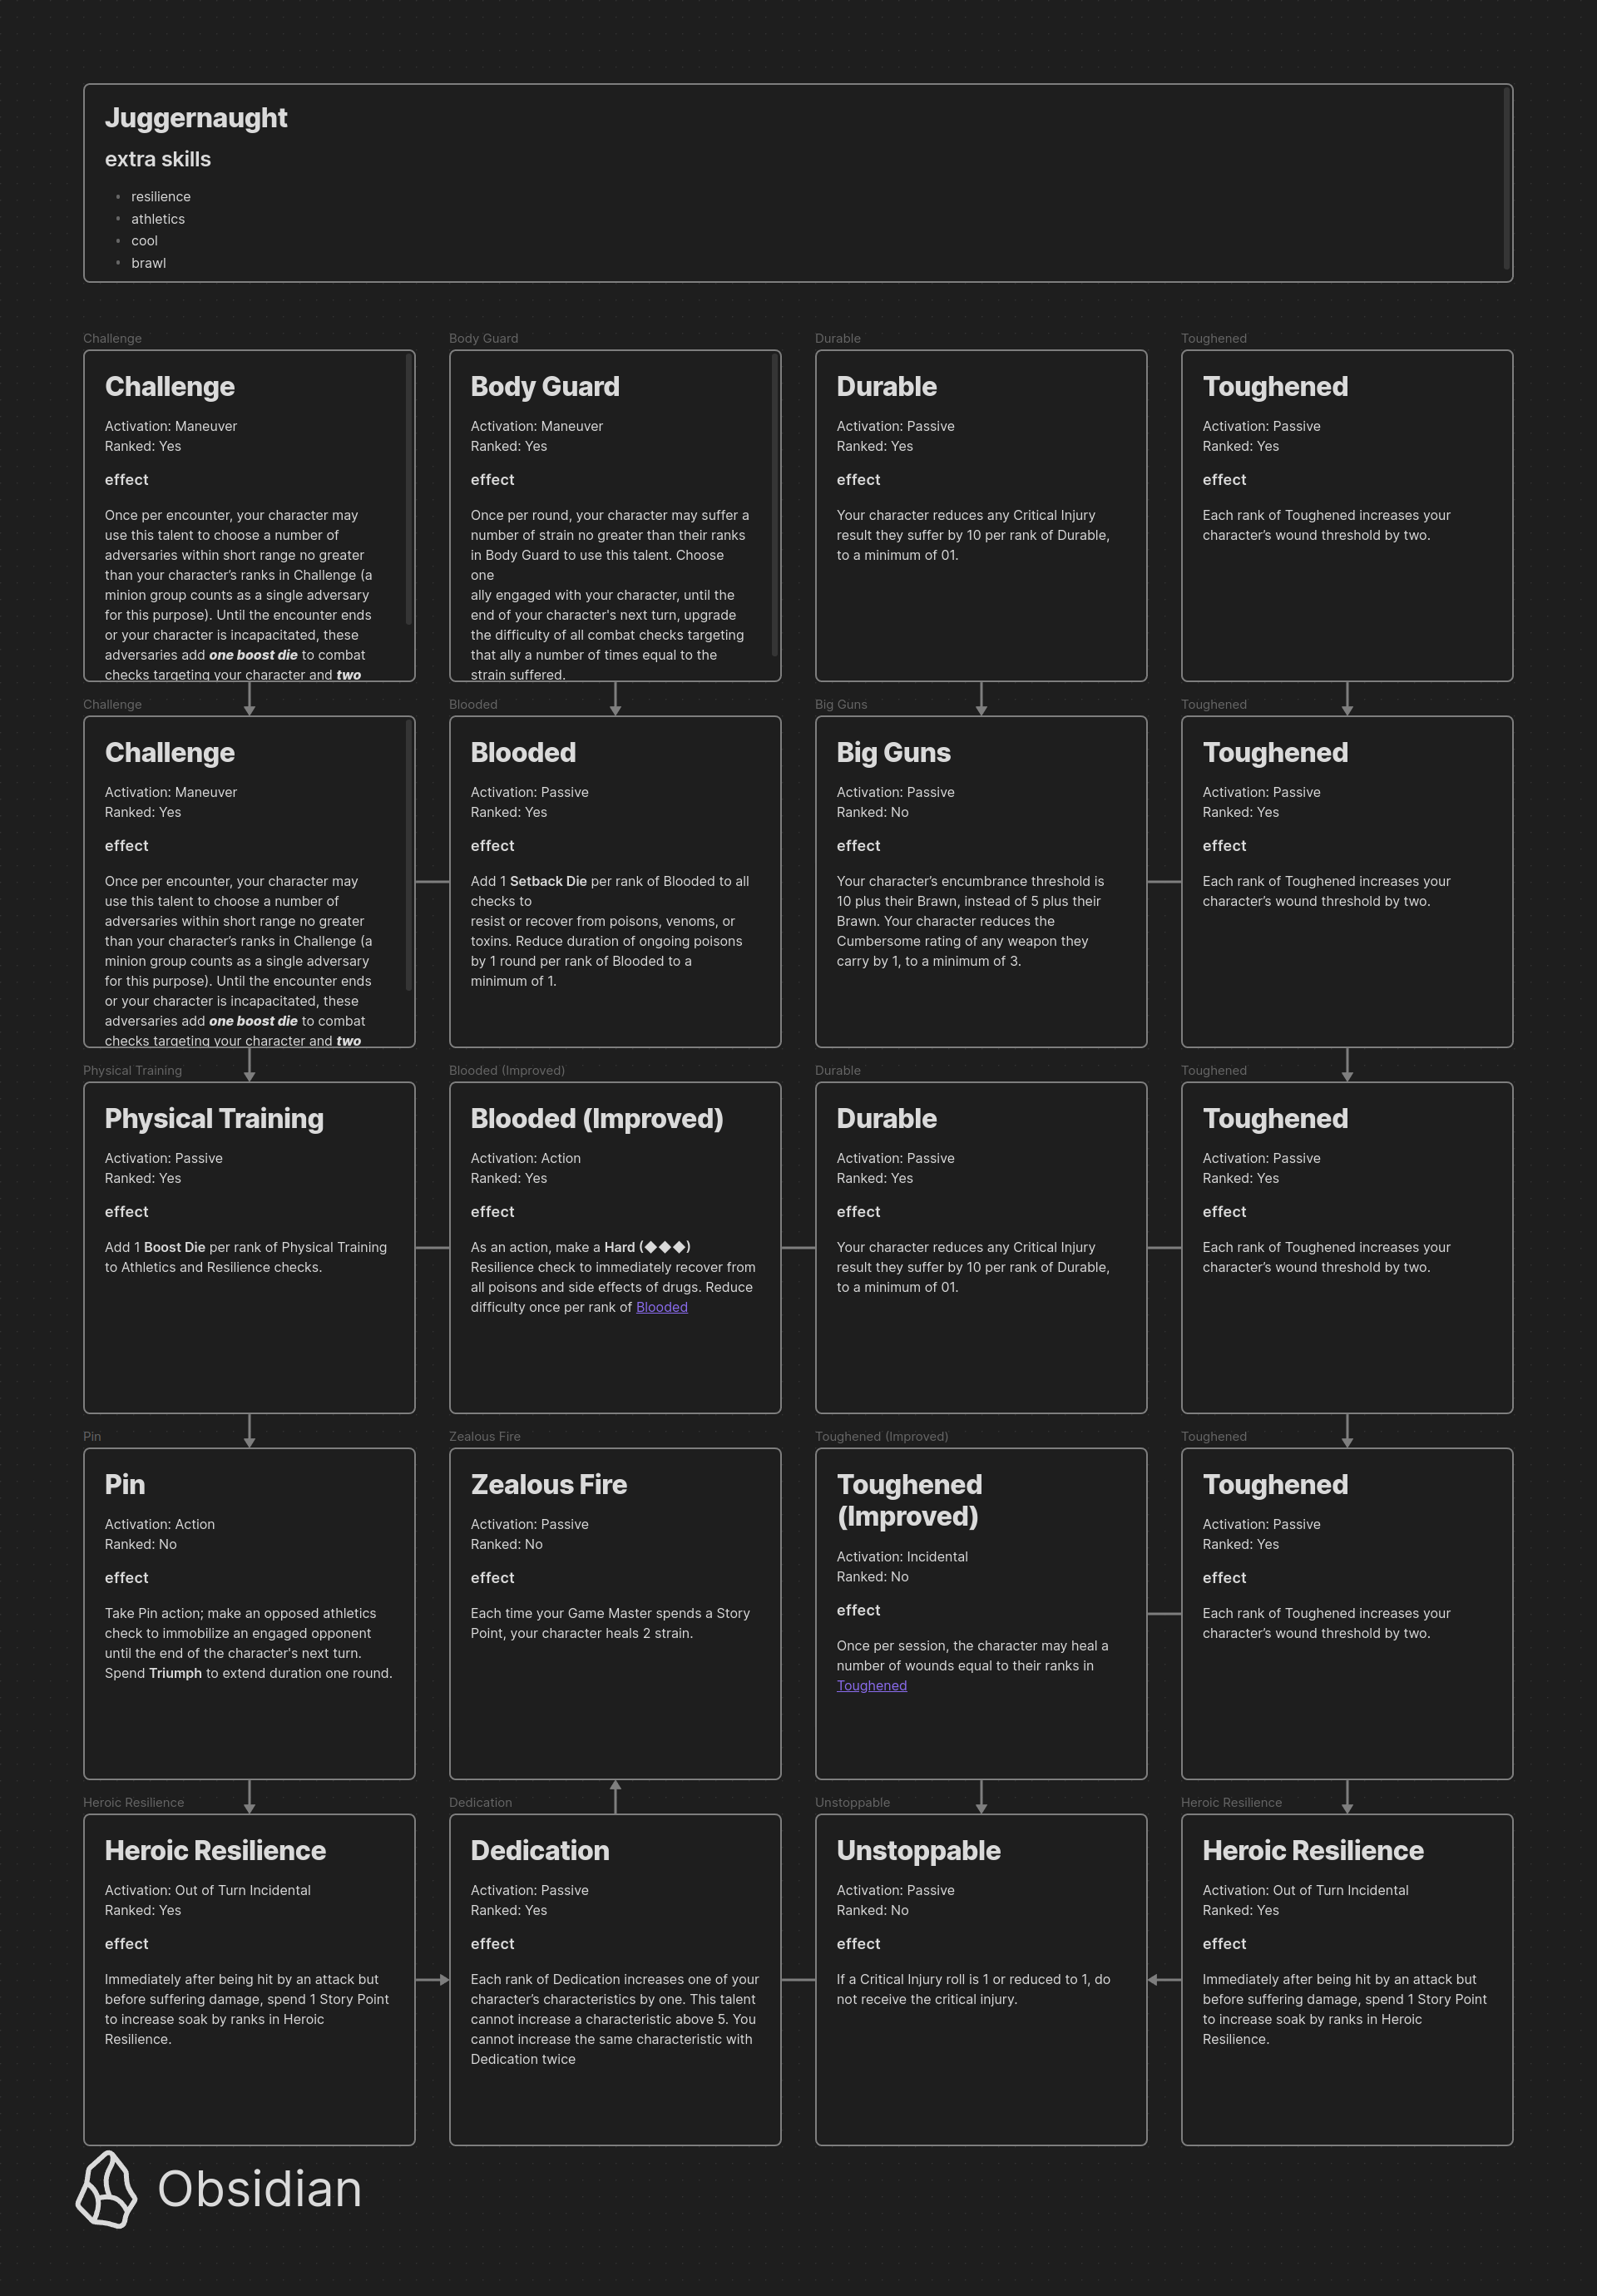 Juggernaught
extra skills
resilience
athletics
cool
brawl
Challenge
Challenge
Activation: Maneuver
Ranked: Yes
effect
Once per encounter, your character may
use this talent to choose a number of
adversaries within short range no greater
than your character’s ranks in Challenge (a
minion group counts as a single adversary
for this purpose). Until the encounter ends
or your character is incapacitated, these
adversaries add one boost die to combat
checks targeting your character and two
Body Guard
Body Guard
Activation: Maneuver
Ranked: Yes
effect
Once per round, your character may suffer a
number of strain no greater than their ranks
in Body Guard to use this talent. Choose
one
ally engaged with your character, until the
end of your character's next turn, upgrade
the difficulty of all combat checks targeting
that ally a number of times equal to the
strain suffered.
Durable
Durable
Activation: Passive
Ranked: Yes
effect
Your character reduces any Critical Injury
result they suffer by 10 per rank of Durable,
to a minimum of 01.
Toughened
Toughened
Activation: Passive
Ranked: Yes
effect
Each rank of Toughened increases your
character’s wound threshold by two.
Challenge
Challenge
Activation: Maneuver
Ranked: Yes
effect
Once per encounter, your character may
use this talent to choose a number of
adversaries within short range no greater
than your character’s ranks in Challenge (a
minion group counts as a single adversary
for this purpose). Until the encounter ends
or your character is incapacitated, these
adversaries add one boost die to combat
checks targeting your character and two
Blooded
Blooded
Activation: Passive
Ranked: Yes
effect
Add 1 Setback Die per rank of Blooded to all
checks to
resist or recover from poisons, venoms, or
toxins. Reduce duration of ongoing poisons
by 1 round per rank of Blooded to a
minimum of 1.
Big Guns
Big Guns
Activation: Passive
Ranked: No
effect
Your character’s encumbrance threshold is
10 plus their Brawn, instead of 5 plus their
Brawn. Your character reduces the
Cumbersome rating of any weapon they
carry by 1, to a minimum of 3.
Toughened
Toughened
Activation: Passive
Ranked: Yes
effect
Each rank of Toughened increases your
character’s wound threshold by two.
Physical Training
Physical Training
Activation: Passive
Ranked: Yes
effect
Add 1 Boost Die per rank of Physical Training
to Athletics and Resilience checks.
Blooded (Improved)
Blooded (Improved)
Activation: Action
Ranked: Yes
effect
As an action, make a Hard (◆◆◆)
Resilience check to immediately recover from
all poisons and side effects of drugs. Reduce
difficulty once per rank of Blooded
Durable
Durable
Activation: Passive
Ranked: Yes
effect
Your character reduces any Critical Injury
result they suffer by 10 per rank of Durable,
to a minimum of 01.
Toughened
Toughened
Activation: Passive
Ranked: Yes
effect
Each rank of Toughened increases your
character’s wound threshold by two.
Pin
Pin
Activation: Action
Ranked: No
effect
Take Pin action; make an opposed athletics
check to immobilize an engaged opponent
until the end of the character's next turn.
Spend Triumph to extend duration one round.
Zealous Fire
Zealous Fire
Activation: Passive
Ranked: No
effect
Each time your Game Master spends a Story
Point, your character heals 2 strain.
Toughened (Improved)
Toughened
(Improved)
Activation: Incidental
Ranked: No
effect
Once per session, the character may heal a
number of wounds equal to their ranks in
Toughened
Toughened
Toughened
Activation: Passive
Ranked: Yes
effect
Each rank of Toughened increases your
character’s wound threshold by two.
Heroic Resilience
Heroic Resilience
Activation: Out of Turn Incidental
Ranked: Yes
effect
Immediately after being hit by an attack but
before suffering damage, spend 1 Story Point
to increase soak by ranks in Heroic
Resilience.
Dedication
Dedication
Activation: Passive
Ranked: Yes
effect
Each rank of Dedication increases one of your
character’s characteristics by one. This talent
cannot increase a characteristic above 5. You
cannot increase the same characteristic with
Dedication twice
Unstoppable
Unstoppable
Activation: Passive
Ranked: No
effect
If a Critical Injury roll is 1 or reduced to 1, do
not receive the critical injury.
Heroic Resilience
Heroic Resilience
Activation: Out of Turn Incidental
Ranked: Yes
effect
Immediately after being hit by an attack but
before suffering damage, spend 1 Story Point
to increase soak by ranks in Heroic
Resilience.
Obsidian